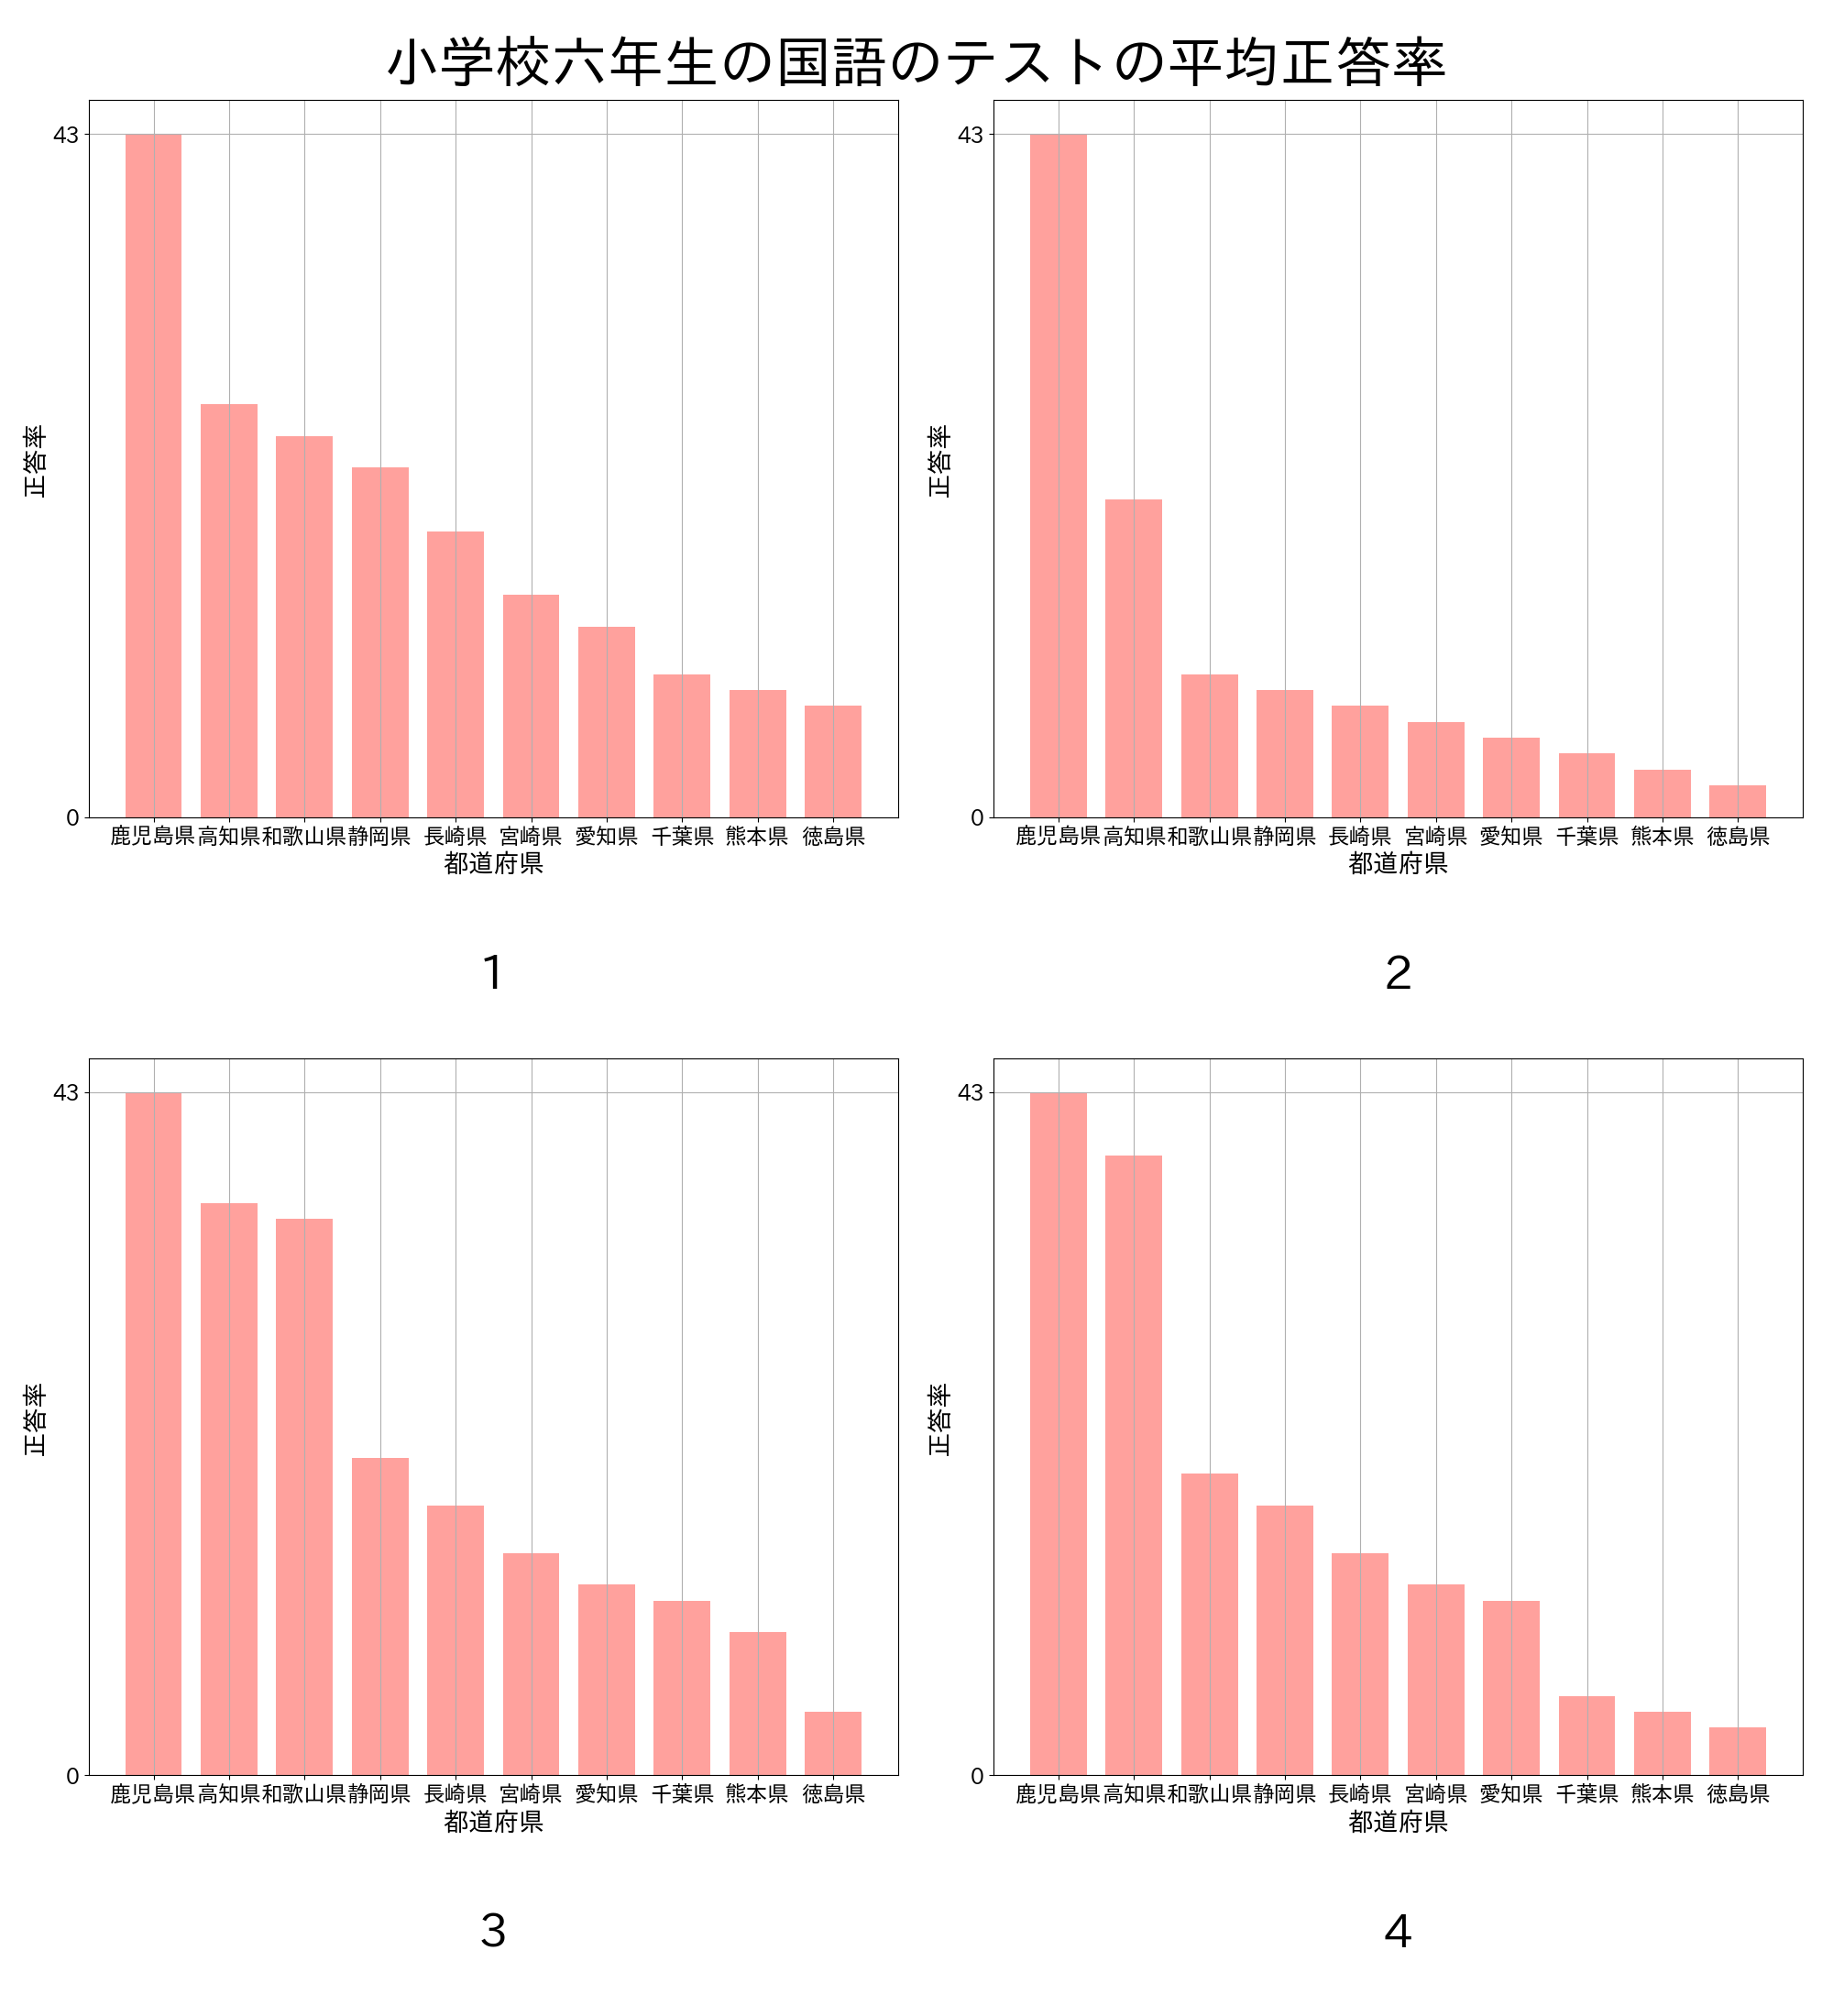 小学校六年生の国語のテストの平均正答率
43
正答率
0
鹿児島県 高知県 和歌山県 静岡県 長崎県 宮崎県 愛知県 千葉県 熊本県 徳島県
都道府県
1
43
正答率
0
鹿児島県 高知県 和歌山県 静岡県 長崎県 宮崎県 愛知県 千葉県 熊本県 徳島県
都道府県
2
43
正答率
0
鹿児島県 高知県 和歌山県 静岡県 長崎県 宮崎県 愛知県 千葉県 熊本県 徳島県
都道府県
3
43
正答率
0
鹿児島県 高知県 和歌山県 静岡県 長崎県 宮崎県 愛知県 千葉県 熊本県 徳島県
都道府県
4